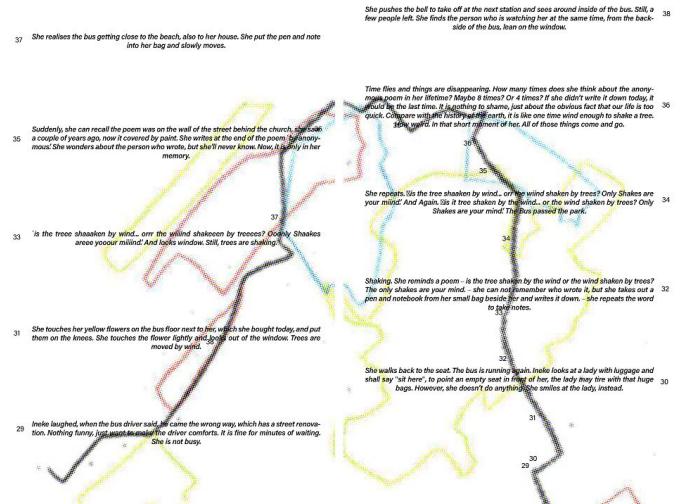 37
She realises the bus getting close to the beach, also to her house. She put the pen and note
into her bag and slowly moves.
Suddenly, she can recall the poem was on the wall of the street behind the church, she said
35
a couple of years ago, now it covered by paint. She writes at the end of the poem ´by anony-
mous.´ She wonders about the person who wrote, but she'll never know. Now, it is only in her
memory.
37
33
´is the treee shaaken by wind... orrr the wiiind shakeeen by treeees? Ooonly Shaakes
areee yooour miiiind.´ And looks window. Still, trees are shaking.
31
She touches her yellow flowers on the bus floor next to her, which she bought today, and put
them on the knees. She touches the flower lightly and looks out of the window. Trees are
moved by wind.
38
29
Ineke laughed, when the bus driver said, he came the wrong way, which has a street renova-
tion. Nothing funny, just want to make the driver comforts. It is fine for minutes of waiting.
She is not busy.
She pushes the bell to take off at the next station and sees around inside of the bus. Still, a
38
few people left. She finds the person who is watching her at the same time, from the back-
side of the bus, lean on the window.
Time flies and things are disappearing. How many times does she think about the anony-
mous poem in her lifetime? Maybe 8 times? Or 4 times? If she didn't write it down today, it
36
would be the last time. It is nothing to shame, just about the obvious fact that our life is too
quick. Compare with the history of the earth, it is like one time wind enough to shake a tree.
How weird. In that short moment of her. All of those things come and go.
36
35
She repeats. is the tree shaaken by wind... orr the wiind shaken by trees? Only Shakes are
34
your miiind.' And Again. is it tree shaken by the wind... or the wind shaken by trees? Only
Shakes are your mind.' The Bus passed the park.
34
Shaking. She reminds a poem – is the tree shaken by the wind or the wind shaken by trees?
The only shakes are your mind. – she can not remember who wrote it, but she takes out a
32
pen and notebook from her small bag beside her and writes it down. – she repeats the word
to take notes.
33
32
She walks back to the seat. The bus is running again. Ineke looks at a lady with luggage and
30
shall say "sit here", to point an empty seat in front of her, the lady may tire with that huge
bags. However, she doesn't do anything. She smiles at the lady, instead.
31
30
29